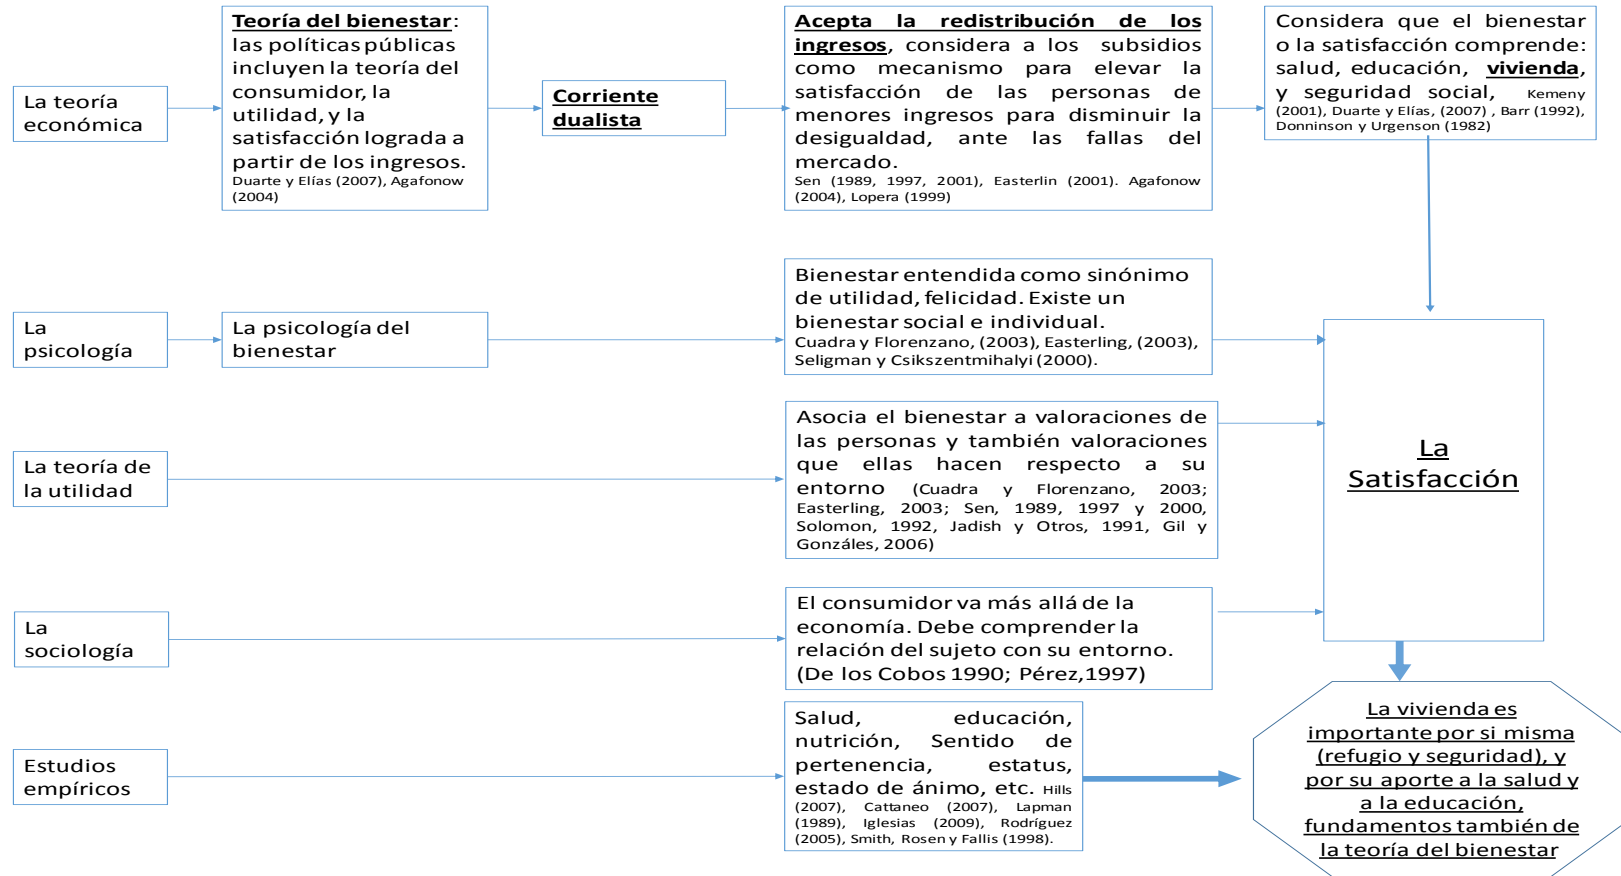 La teoría
económica
Teoría del bienestar:
las políticas públicas
incluyen la teoría del
consumidor, la
utilidad, y la
satisfacción lograda a
partir de los ingresos.
Duarte y Elías (2007), Agafonow
(2004)
Corriente
dualista
Acepta la redistribución de los
ingresos, considera a los subsidios
como mecanismo para elevar la
satisfacción de las personas de
menores ingresos para disminuir la
desigualdad, ante las fallas del
mercado.
Sen (1989, 1997, 2001), Easterlin (2001). Agafonow
(2004), Lopera (1999)
Considera que el bienestar
o la satisfacción comprende:
salud, educación, vivienda,
y seguridad social, Kemeny
(2001), Duarte y Elías, (2007) , Barr (1992),
Donninson y Urgenson (1982)
La
psicología
La psicología del
bienestar
Bienestar entendida como sinónimo
de utilidad, felicidad. Existe un
bienestar social e individual.
Cuadra y Florenzano, (2003), Easterling, (2003),
Seligman y Csikszentmihalyi (2000).
La teoría de
la utilidad
Asocia el bienestar a valoraciones de
las personas y también valoraciones
que ellas hacen respecto a su
entorno (Cuadra y Florenzano, 2003;
Easterling, 2003; Sen, 1989, 1997 y 2000,
Solomon, 1992, Jadish y Otros, 1991, Gil y
Gonzáles, 2006)
La
Satisfacción
La
sociología
El consumidor va más allá de la
economía. Debe comprender la
relación del sujeto con su entorno.
(De los Cobos 1990; Pérez,1997)
Estudios
empíricos
Salud, educación,
nutrición, Sentido de
pertenencia, estatus,
estado de ánimo, etc. Hills
(2007), Cattaneo (2007), Lapman
(1989), Iglesias (2009), Rodríguez
(2005), Smith, Rosen y Fallis (1998).
La vivienda es
importante por si misma
(refugio y seguridad), y
por su aporte a la salud y
a la educación,
fundamentos también de
la teoría del bienestar